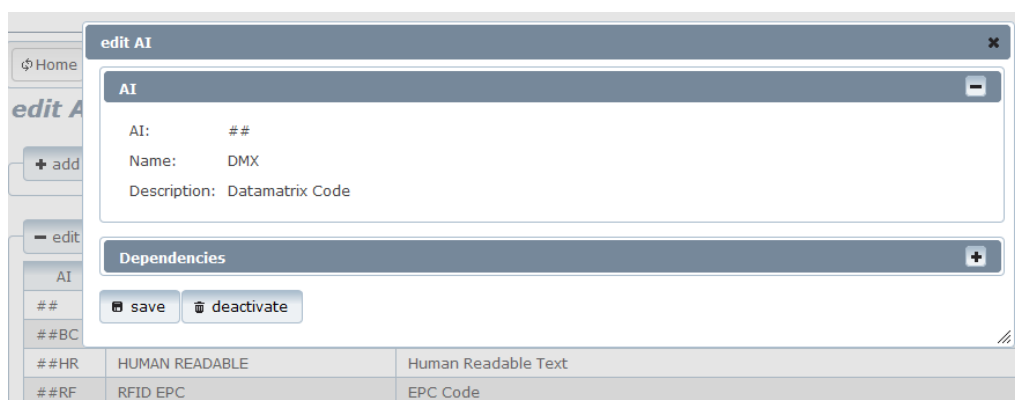 edit AI
Home
AI
edit A
AI: ##
+ add
Name: DMX
Description: Datamatrix Code
edit
Dependencies
AI
save deactivate
##
##BC
##HR HUMAN READABLE Human Readable Text
##RF RFID EPC EPC Code